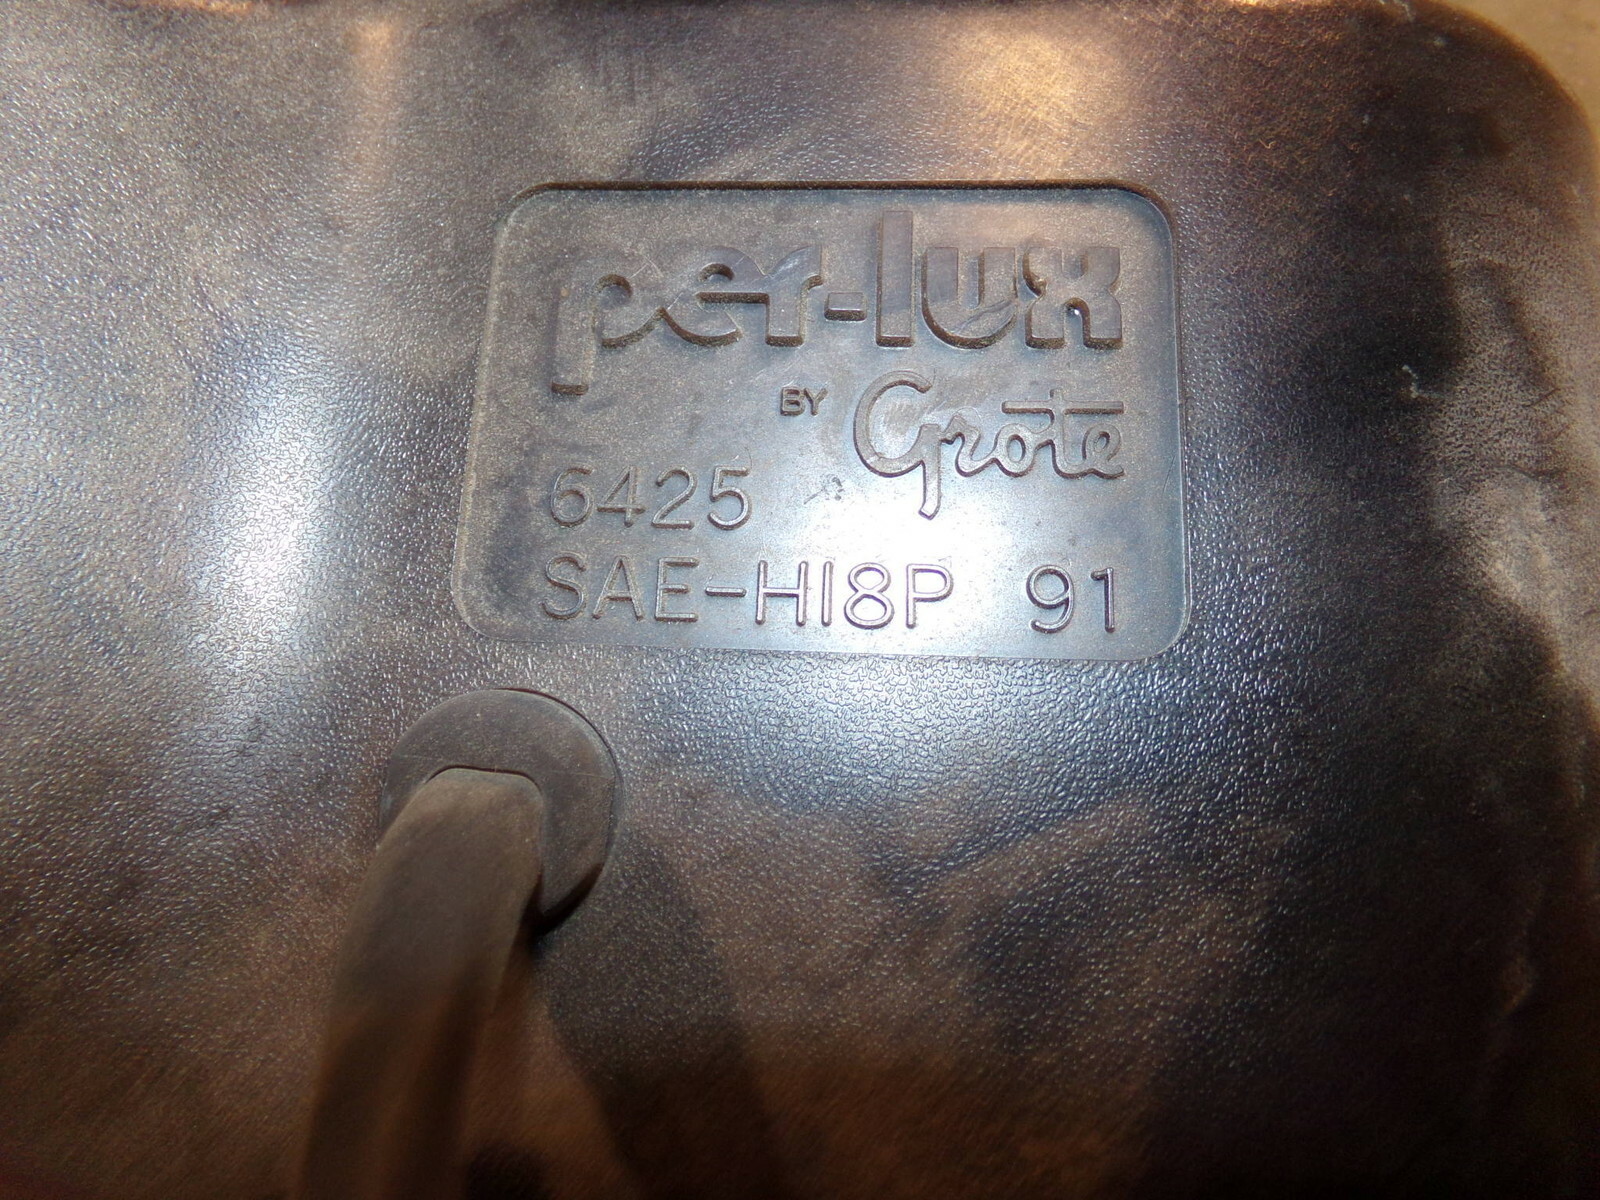 per-lux
BY Grote
6425
SAE-HI8P 91